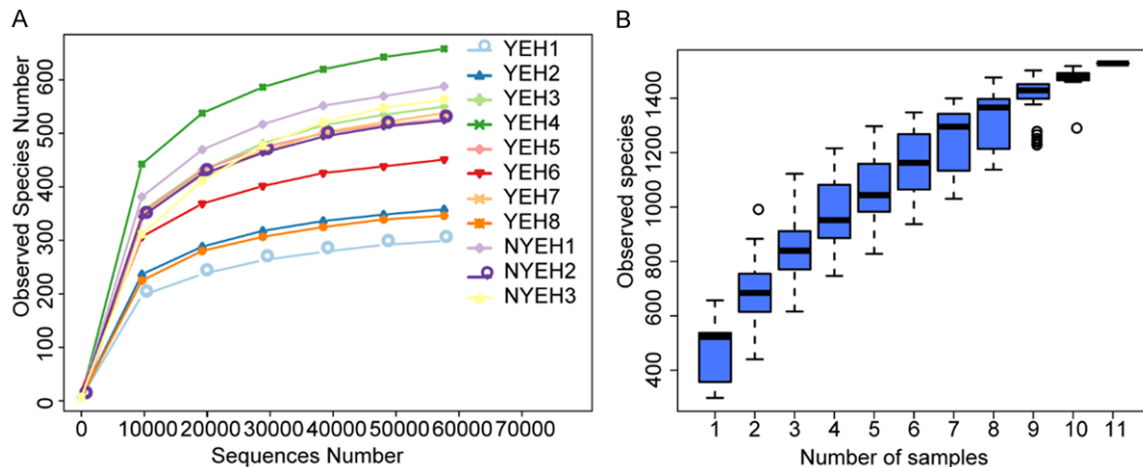 A
Observed Species Number
600
500
400
300
200
100
0
0 10000 20000 30000 40000 50000 60000 70000
Sequences Number
YEH1
YEH2
YEH3
YEH4
YEH5
YEH6
YEH7
YEH8
NYEH1
NYEH2
NYEH3
B
Observed species
1400
1200
1000
800
600
400
1 2 3 4 5 6 7 8 9 10 11
Number of samples